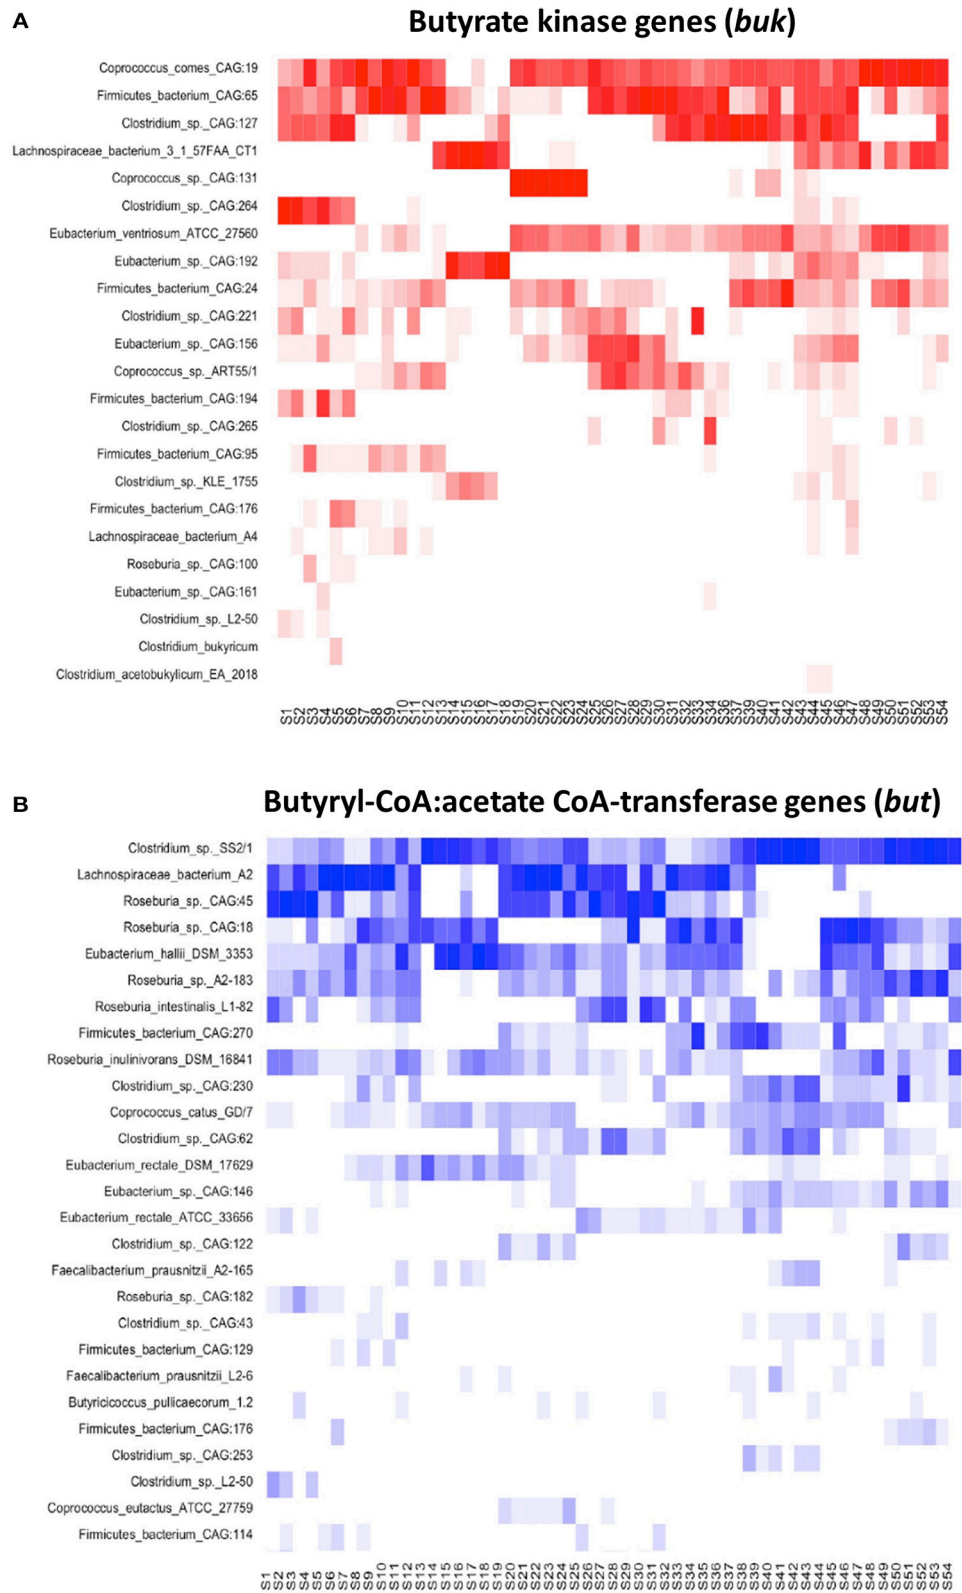 A
Butyrate kinase genes (buk)
Coprococcus_comes_CAG:19
Firmicutes_bacterium_CAG:65
Clostridium_sp._CAG:127
Lachnospiraceae_bacterium_3_1_57FAA_CT1
Coprococcus_sp._CAG:131
Clostridium_sp._CAG:264
Eubacterium_ventriosum_ATCC_27560
Eubacterium_sp._CAG:192
Firmicutes_bacterium_CAG:24
Clostridium_sp._CAG:221
Eubacterium_sp._CAG:156
Coprococcus_sp._ART55/1
Firmicutes_bacterium_CAG:194
Clostridium_sp._CAG:265
Firmicutes_bacterium_CAG:95
Clostridium_sp._KLE_1755
Firmicutes_bacterium_CAG:176
Lachnospiraceae_bacterium_A4
Roseburia_sp._CAG:100
Eubacterium_sp._CAG:161
Clostridium_sp._L2-50
Clostridium_bukyricum
Clostridium_acetobukylicum_EA_2018
S1 S2 S3 S4 S5 S6 S7 S8 S9 S10 S11 S12 S13 S14 S15 S16 S17 S18 S19 S20 S21 S22 S23 S24 S25 S26 S27 S28 S29 S30 S31 S32 S33 S34 S36 S37 S39 S40 S41 S42 S43 S44 S45 S46 S47 S48 S49 S50 S51 S52 S53 S54
B
Butyryl-CoA:acetate CoA-transferase genes (but)
Clostridium_sp._SS2/1
Lachnospiraceae_bacterium_A2
Roseburia_sp._CAG:45
Roseburia_sp._CAG:18
Eubacterium_hallii_DSM_3353
Roseburia_sp._A2-183
Roseburia_intestinalis_L1-82
Firmicutes_bacterium_CAG:270
Roseburia_inulinivorans_DSM_16841
Clostridium_sp._CAG:230
Coprococcus_catus_GD/7
Clostridium_sp._CAG:62
Eubacterium_rectale_DSM_17629
Eubacterium_sp._CAG:146
Eubacterium_rectale_ATCC_33656
Clostridium_sp._CAG:122
Faecalibacterium_prausnitzii_A2-165
Roseburia_sp._CAG:182
Clostridium_sp._CAG:43
Firmicutes_bacterium_CAG:129
Faecalibacterium_prausnitzii_L2-6
Butyricicoccus_pullicaecorum_1.2
Firmicutes_bacterium_CAG:176
Clostridium_sp._CAG:253
Clostridium_sp._L2-50
Coprococcus_eutactus_ATCC_27759
Firmicutes_bacterium_CAG:114
S1 S2 S3 S4 S5 S6 S7 S8 S9 S10 S11 S12 S13 S14 S15 S16 S17 S18 S19 S20 S21 S22 S23 S24 S25 S26 S27 S28 S29 S30 S31 S32 S33 S34 S35 S36 S37 S38 S39 S40 S41 S42 S43 S44 S45 S46 S47 S48 S49 S50 S51 S52 S53 S54